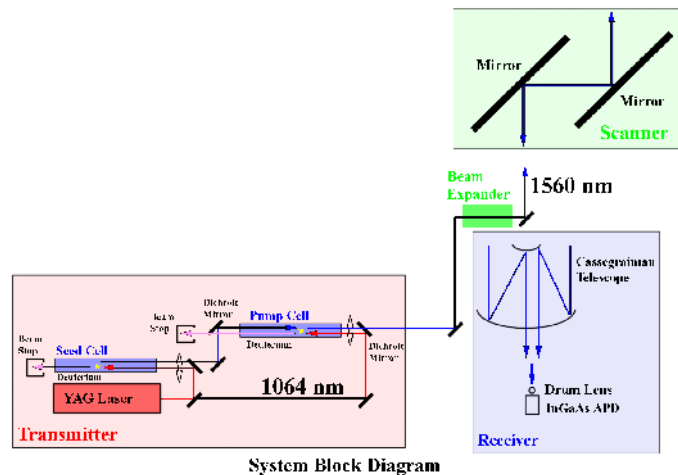 Mirror
Mirror
Scanner
Beam
Expander
1560 nm
Cassegrainian
Telescope
Dichroic
Mirror
Beam
Stop
Pump Cell
Deuterium
Dichroic
Mirror
Beam
Stop
Seed Cell
Deuterium
1064 nm
YAG Laser
Drum Lens
InGaAs APD
Transmitter
Receiver
System Block Diagram